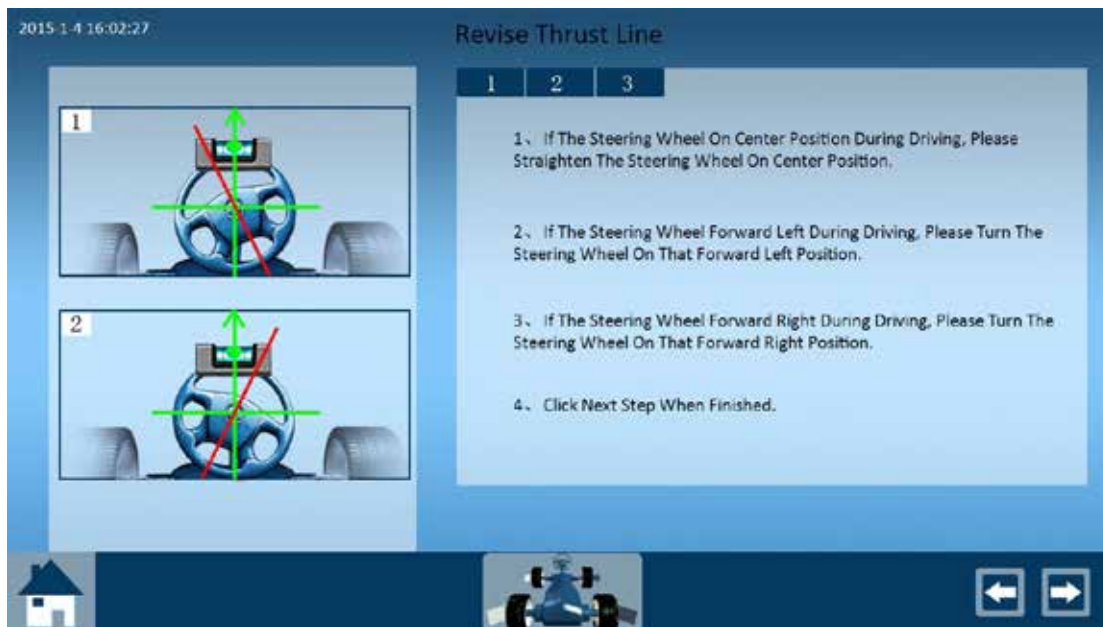 2015-1-4 16:02:27
Revise Thrust Line
1
2
1 2 3
1、If The Steering Wheel On Center Position During Driving, Please
Straighten The Steering Wheel On Center Position.
2、If The Steering Wheel Forward Left During Driving, Please Turn The
Steering Wheel On That Forward Left Position.
3、If The Steering Wheel Forward Right During Driving, Please Turn The
Steering Wheel On That Forward Right Position.
4、Click Next Step When Finished.